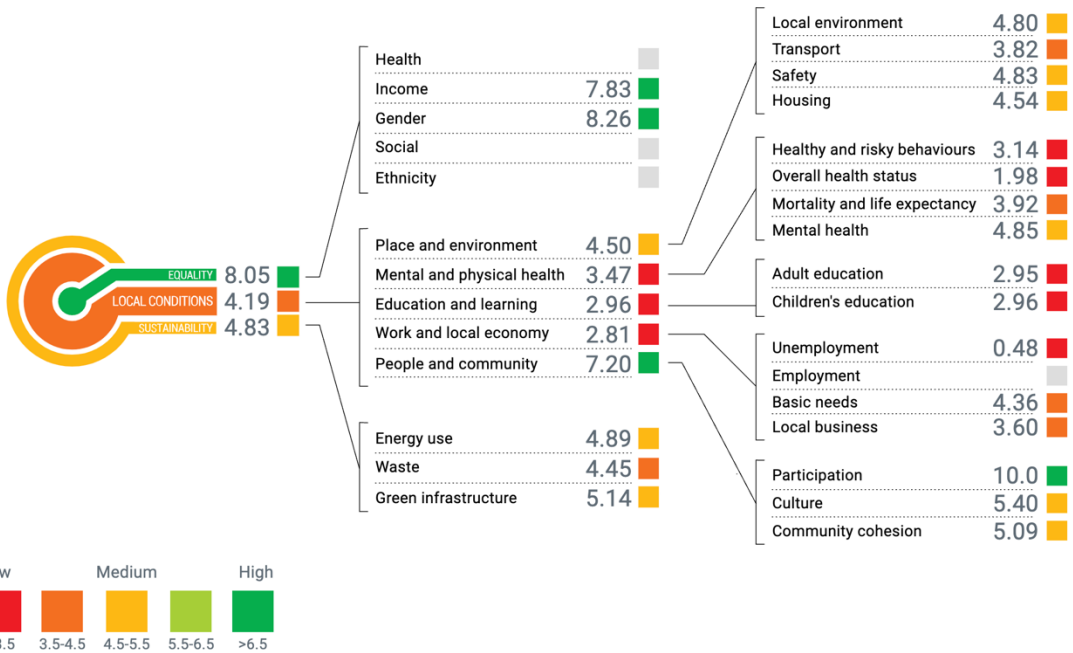 EQUALITY 8.05
LOCAL CONDITIONS 4.19
SUSTAINABILITY 4.83
Health
Income 7.83
Gender 8.26
Social
Ethnicity
Place and environment 4.50
Mental and physical health 3.47
Education and learning 2.96
Work and local economy 2.81
People and community 7.20
Energy use 4.89
Waste 4.45
Green infrastructure 5.14
Local environment 4.80
Transport 3.82
Safety 4.83
Housing 4.54
Healthy and risky behaviours 3.14
Overall health status 1.98
Mortality and life expectancy 3.92
Mental health 4.85
Adult education 2.95
Children's education 2.96
Unemployment 0.48
Employment
Basic needs 4.36
Local business 3.60
Participation 10.0
Culture 5.40
Community cohesion 5.09
Medium High
3.5-4.5 4.5-5.5 5.5-6.5 >6.5